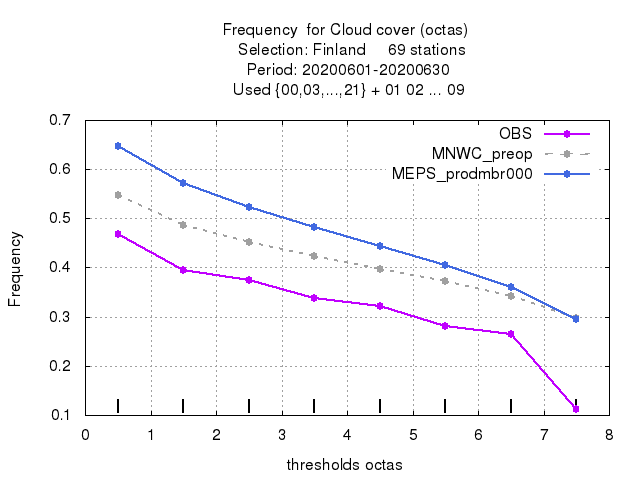 Frequency for Cloud cover (octas)
Selection: Finland 69 stations
Period: 20200601-20200630
Used {00,03,...,21} + 01 02 ... 09
OBS
MNWC_preop
MEPS_prodmbr000
Frequency
0.7
0.6
0.5
0.4
0.3
0.2
0.1
0 1 2 3 4 5 6 7 8
thresholds octas